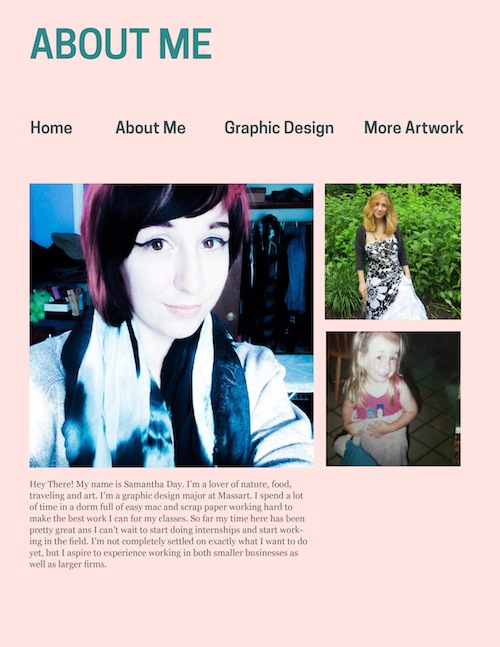 ABOUT ME
Home About Me Graphic Design More Artwork
Hey There! My name is Samantha Day. I'm a lover of nature, food,
traveling and art. I'm a graphic design major at Massart. I spend a lot
of time in a dorm full of easy mac and scrap paper working hard to
make the best work I can for my classes. So far my time here has been
pretty great ans I can't wait to start doing internships and start work-
ing in the field. I'm not completely settled on exactly what I want to do
yet, but I aspire to experience working in both smaller businesses as
well as larger firms.